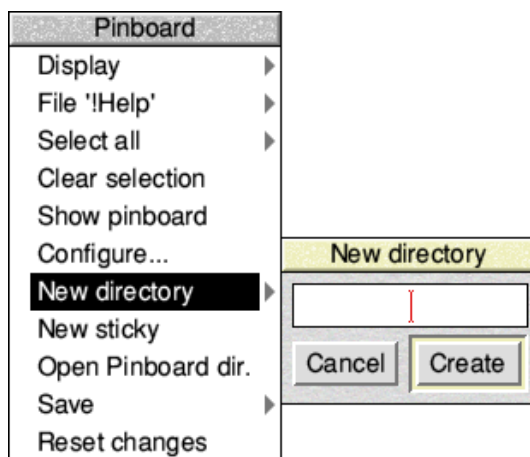 Pinboard
Display
File '!Help'
Select all
Clear selection
Show pinboard
Configure...
New directory
New sticky
Open Pinboard dir.
Save
Reset changes
New directory
Cancel Create